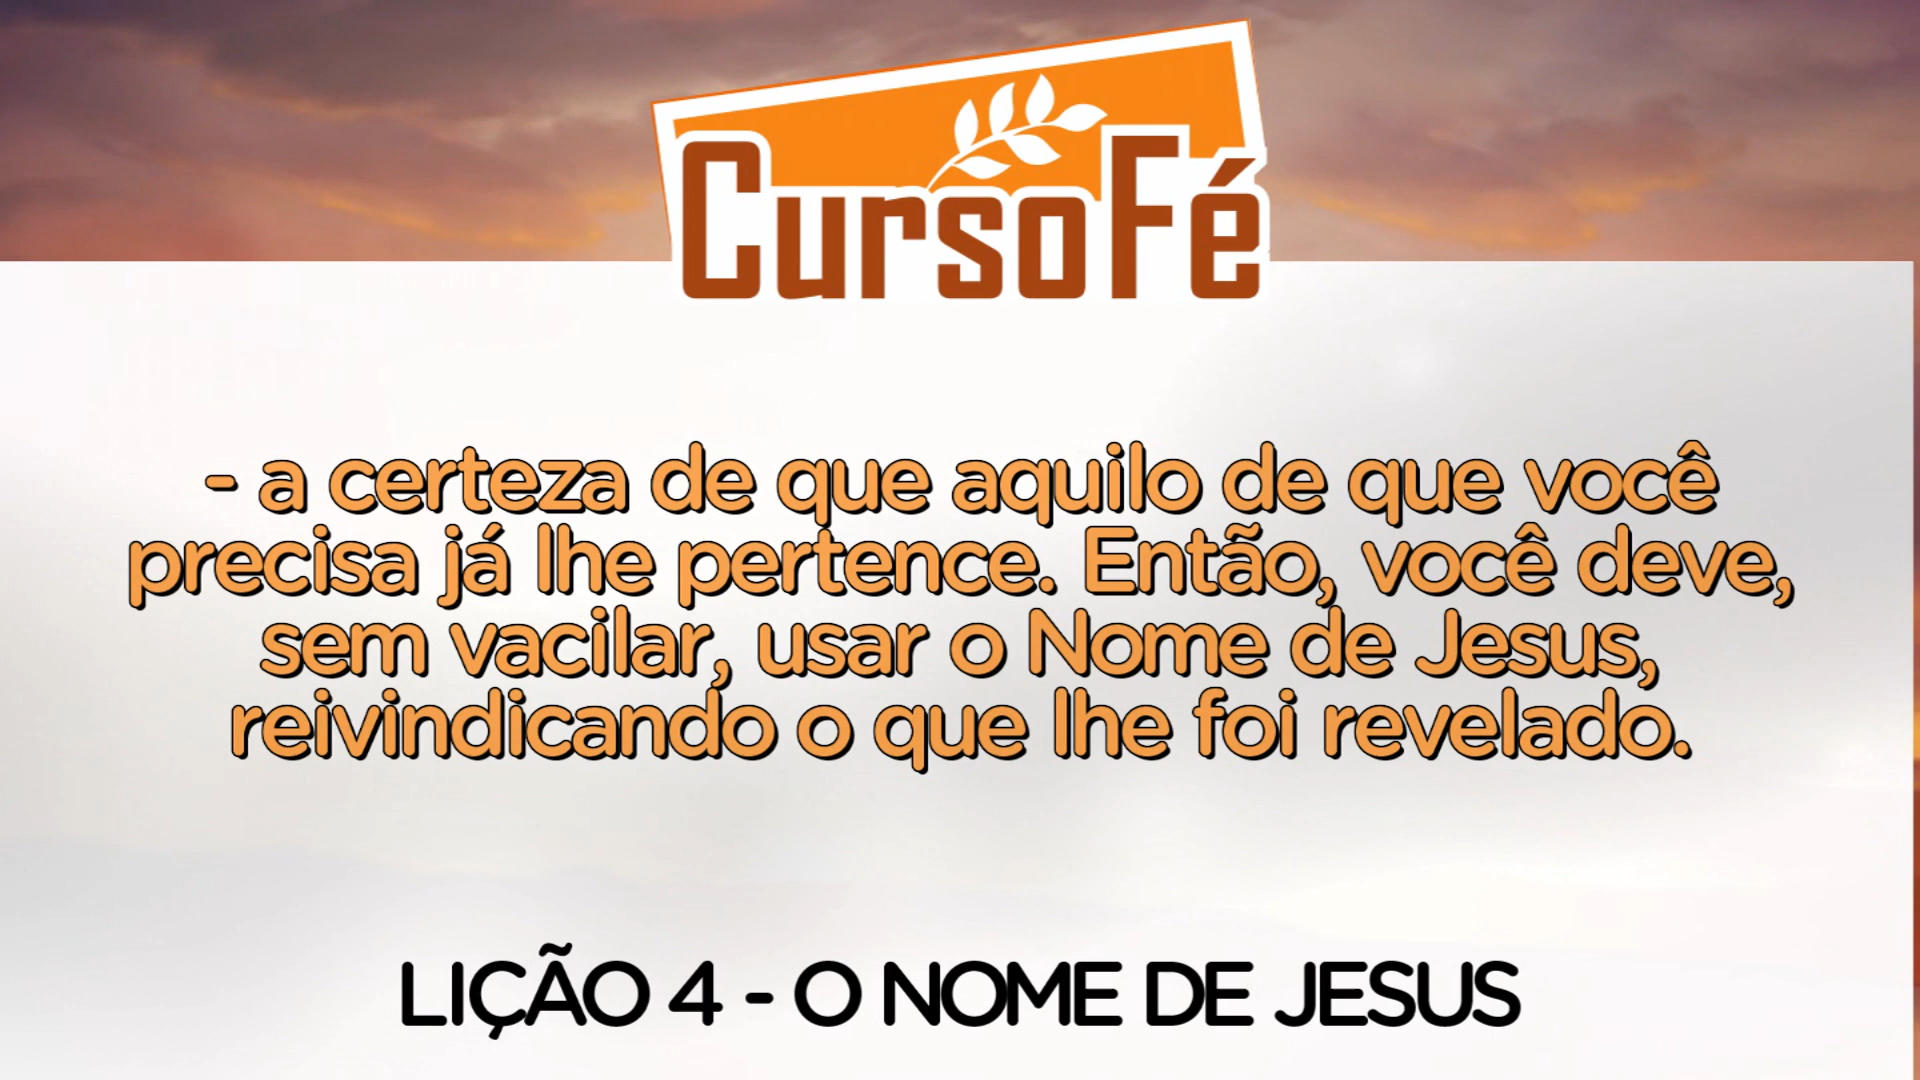 CursoFé
- a certeza de que aquilo de que você
precisa já lhe pertence. Então, você deve,
sem vacilar, usar o Nome de Jesus,
reivindicando o que lhe foi revelado.
LIÇÃO 4 - O NOME DE JESUS